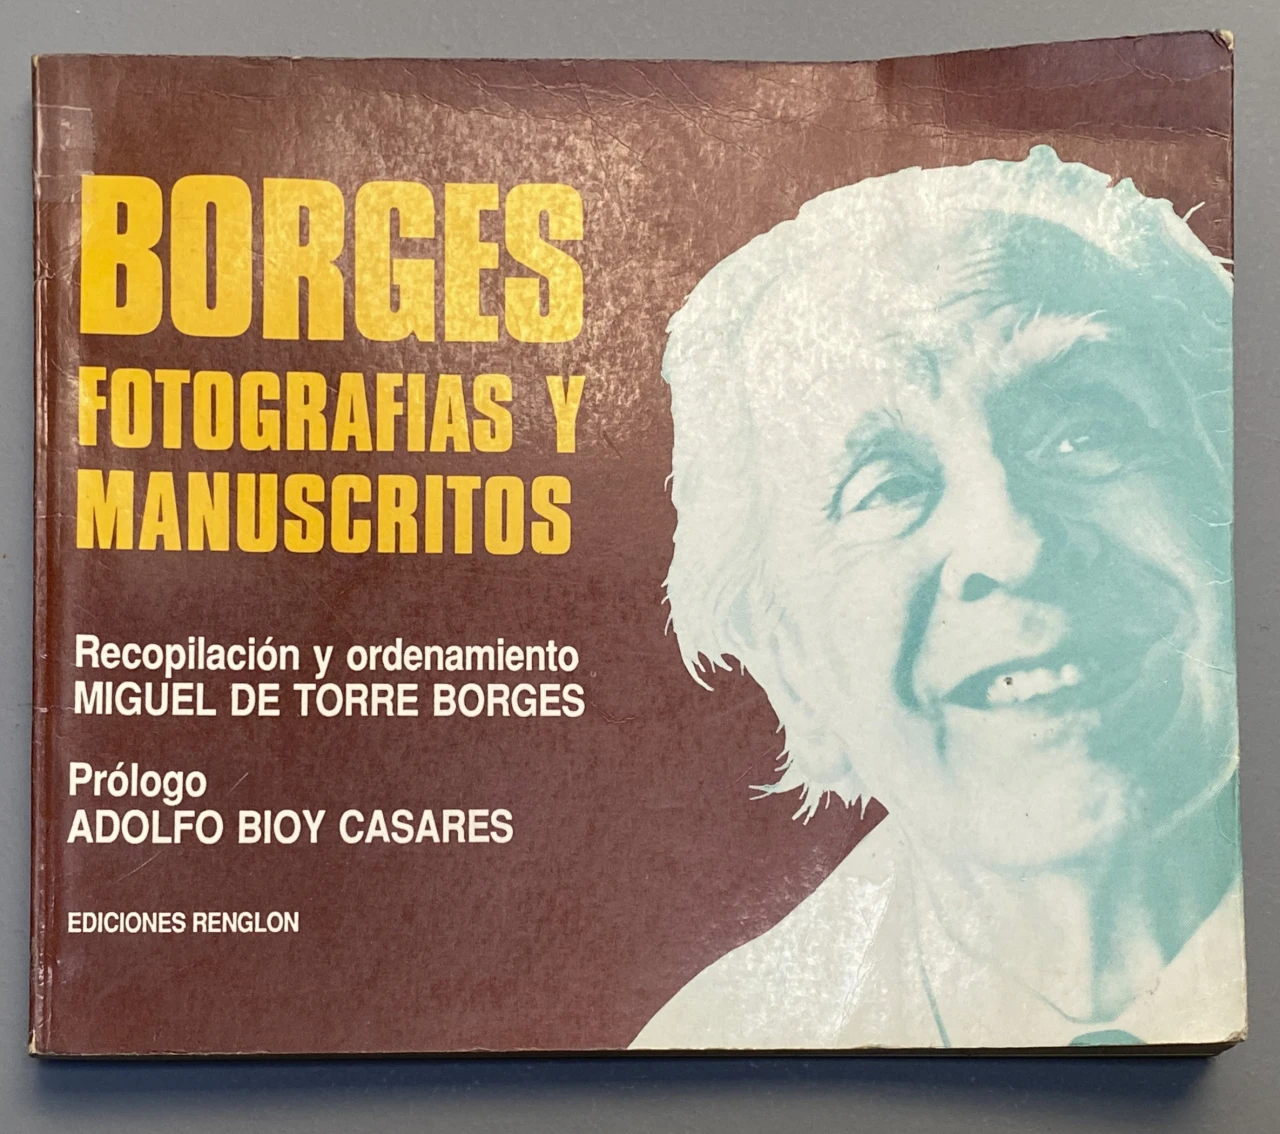 BORGES
FOTOGRAFIAS Y
MANUSCRITOS
Recopilación y ordenamiento
MIGUEL DE TORRE BORGES
Prólogo
ADOLFO BIOY CASARES
EDICIONES RENGLON